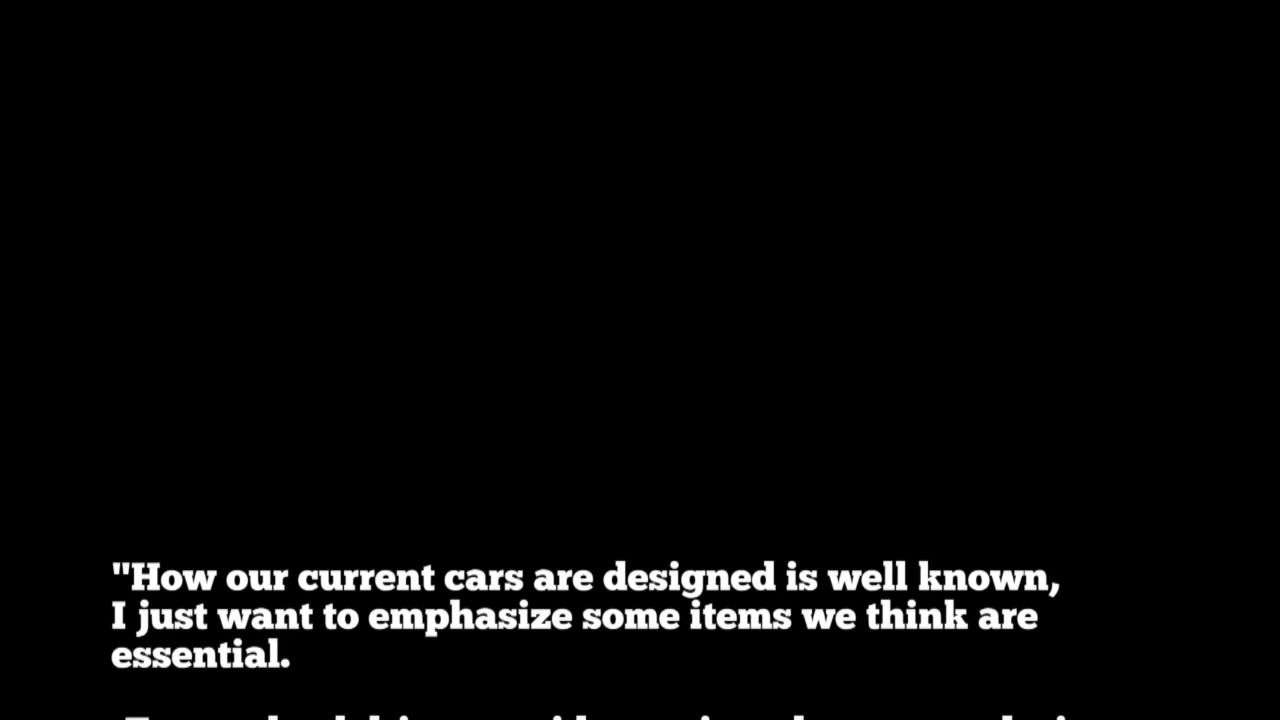 "How our current cars are designed is well known,
I just want to emphasize some items we think are
essential.